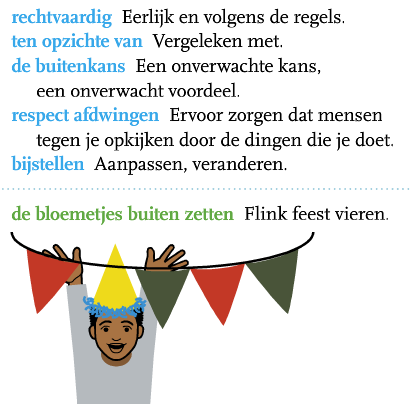 rechtvaardig Eerlijk en volgens de regels.
ten opzichte van Vergeleken met.
de buitenkans Een onverwachte kans,
een onverwacht voordeel.
respect afdwingen Ervoor zorgen dat mensen
tegen je opkijken door de dingen die je doet.
bijstellen Aanpassen, veranderen.
de bloemetjes buiten zetten Flink feest vieren.